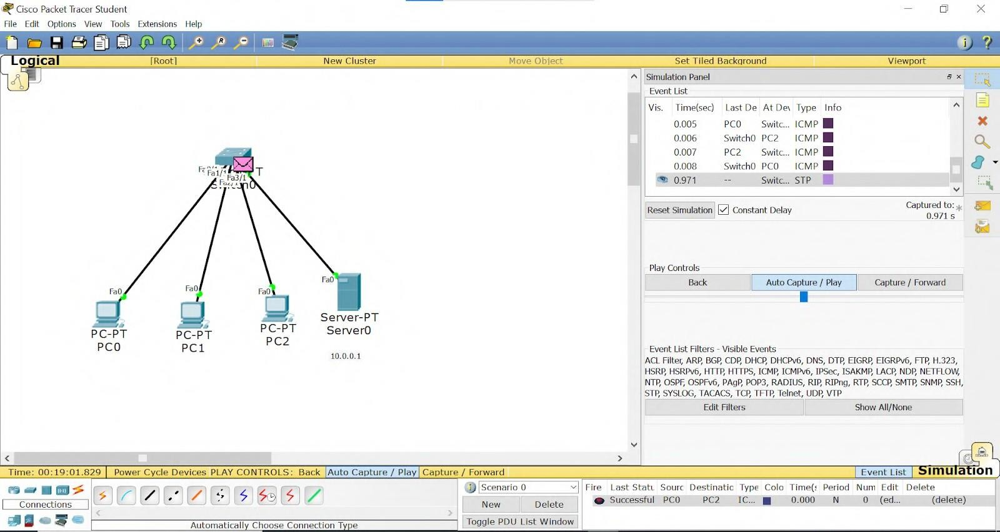 Cisco Packet Tracer Student
File Edit Options View Tools Extensions Help
Logical [Root] New Cluster Move Object Set Tiled Background Viewport
Simulation Panel
Event List
Vis. Time(sec) Last De At Dev Type Info
0.005 PC0 Switc... ICMP
0.006 Switch0 PC2 ICMP
0.007 PC2 Switc... ICMP
0.008 Switch0 PC0 ICMP
0.971 -- Switc... STP
Reset Simulation Constant Delay
Captured to:
0.971 s
Play Controls
Back Auto Capture / Play Capture / Forward
Event List Filters - Visible Events
ACL Filter, ARP, BGP, CDP, DHCP, DHCPv6, DNS, DTP, EIGRP, EIGRPv6, FTP, H.323,
HSRP, HSRPv6, HTTP, HTTPS, ICMP, ICMPv6, IPSec, ISAKMP, LACP, NDP, NETFLOW,
NTP, OSPF, OSPFv6, PAgP, POP3, RADIUS, RIP, RIPng, RTP, SCCP, SMTP, SNMP, SSH,
STP, SYSLOG, TACACS, TCP, TFTP, Telnet, UDP, VTP
Edit Filters Show All/None
T
Fa1/1
Fa3/1
Fa0
Fa0
Fa0
Fa0
PC-PT
PC0
PC-PT
PC1
PC-PT
PC2
Server-PT
Server0
10.0.0.1
Time: 00:19:01.829 Power Cycle Devices PLAY CONTROLS: Back Auto Capture / Play Capture / Forward Event List Simulation
Connections
Automatically Choose Connection Type
Scenario 0
New Delete
Toggle PDU List Window
Fire Last Statu Sourc Destinatic Type Colo Time(s Period Num Edit Delete
Successful PC0 PC2 IC... 0.000 N 0 (ed... (delete)